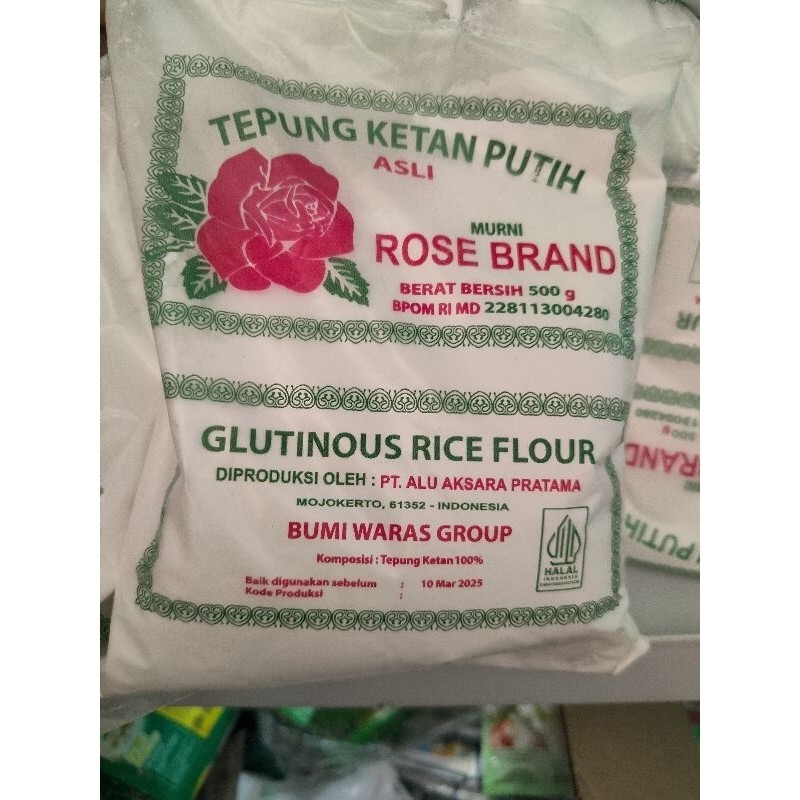 TEPUNG KETAN PUTIH
ASLI
MURNI
ROSE BRAND
BERAT BERSIH 500 g
BPOM RI MD 228113004280
GLUTINOUS RICE FLOUR
DIPRODUKSI OLEH : PT. ALU AKSARA PRATAMA
MOJOKERTO, 61352 - INDONESIA
BUMI WARAS GROUP
Komposisi : Tepung Ketan 100%
Baik digunakan sebelum : 10 Mar 2025
Kode Produksi :
HALAL
INDONESIA